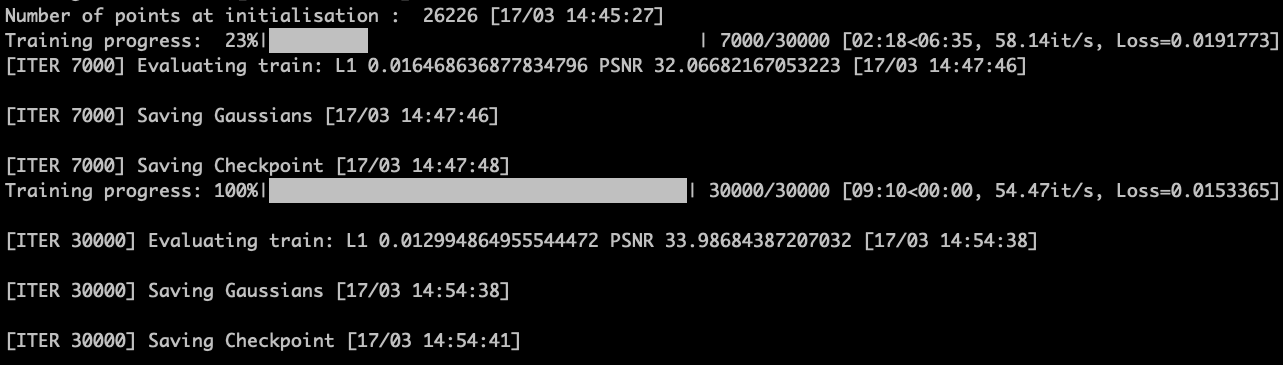 Number of points at initialisation :  26226 [17/03 14:45:27]
Training progress:  23%| | 7000/30000 [02:18<06:35, 58.14it/s, Loss=0.0191773]
[ITER 7000] Evaluating train: L1 0.016468636877834796 PSNR 32.06682167053223 [17/03 14:47:46]
[ITER 7000] Saving Gaussians [17/03 14:47:46]
[ITER 7000] Saving Checkpoint [17/03 14:47:48]
Training progress: 100%| | 30000/30000 [09:10<00:00, 54.47it/s, Loss=0.0153365]
[ITER 30000] Evaluating train: L1 0.012994864955544472 PSNR 33.98684387207032 [17/03 14:54:38]
[ITER 30000] Saving Gaussians [17/03 14:54:38]
[ITER 30000] Saving Checkpoint [17/03 14:54:41]